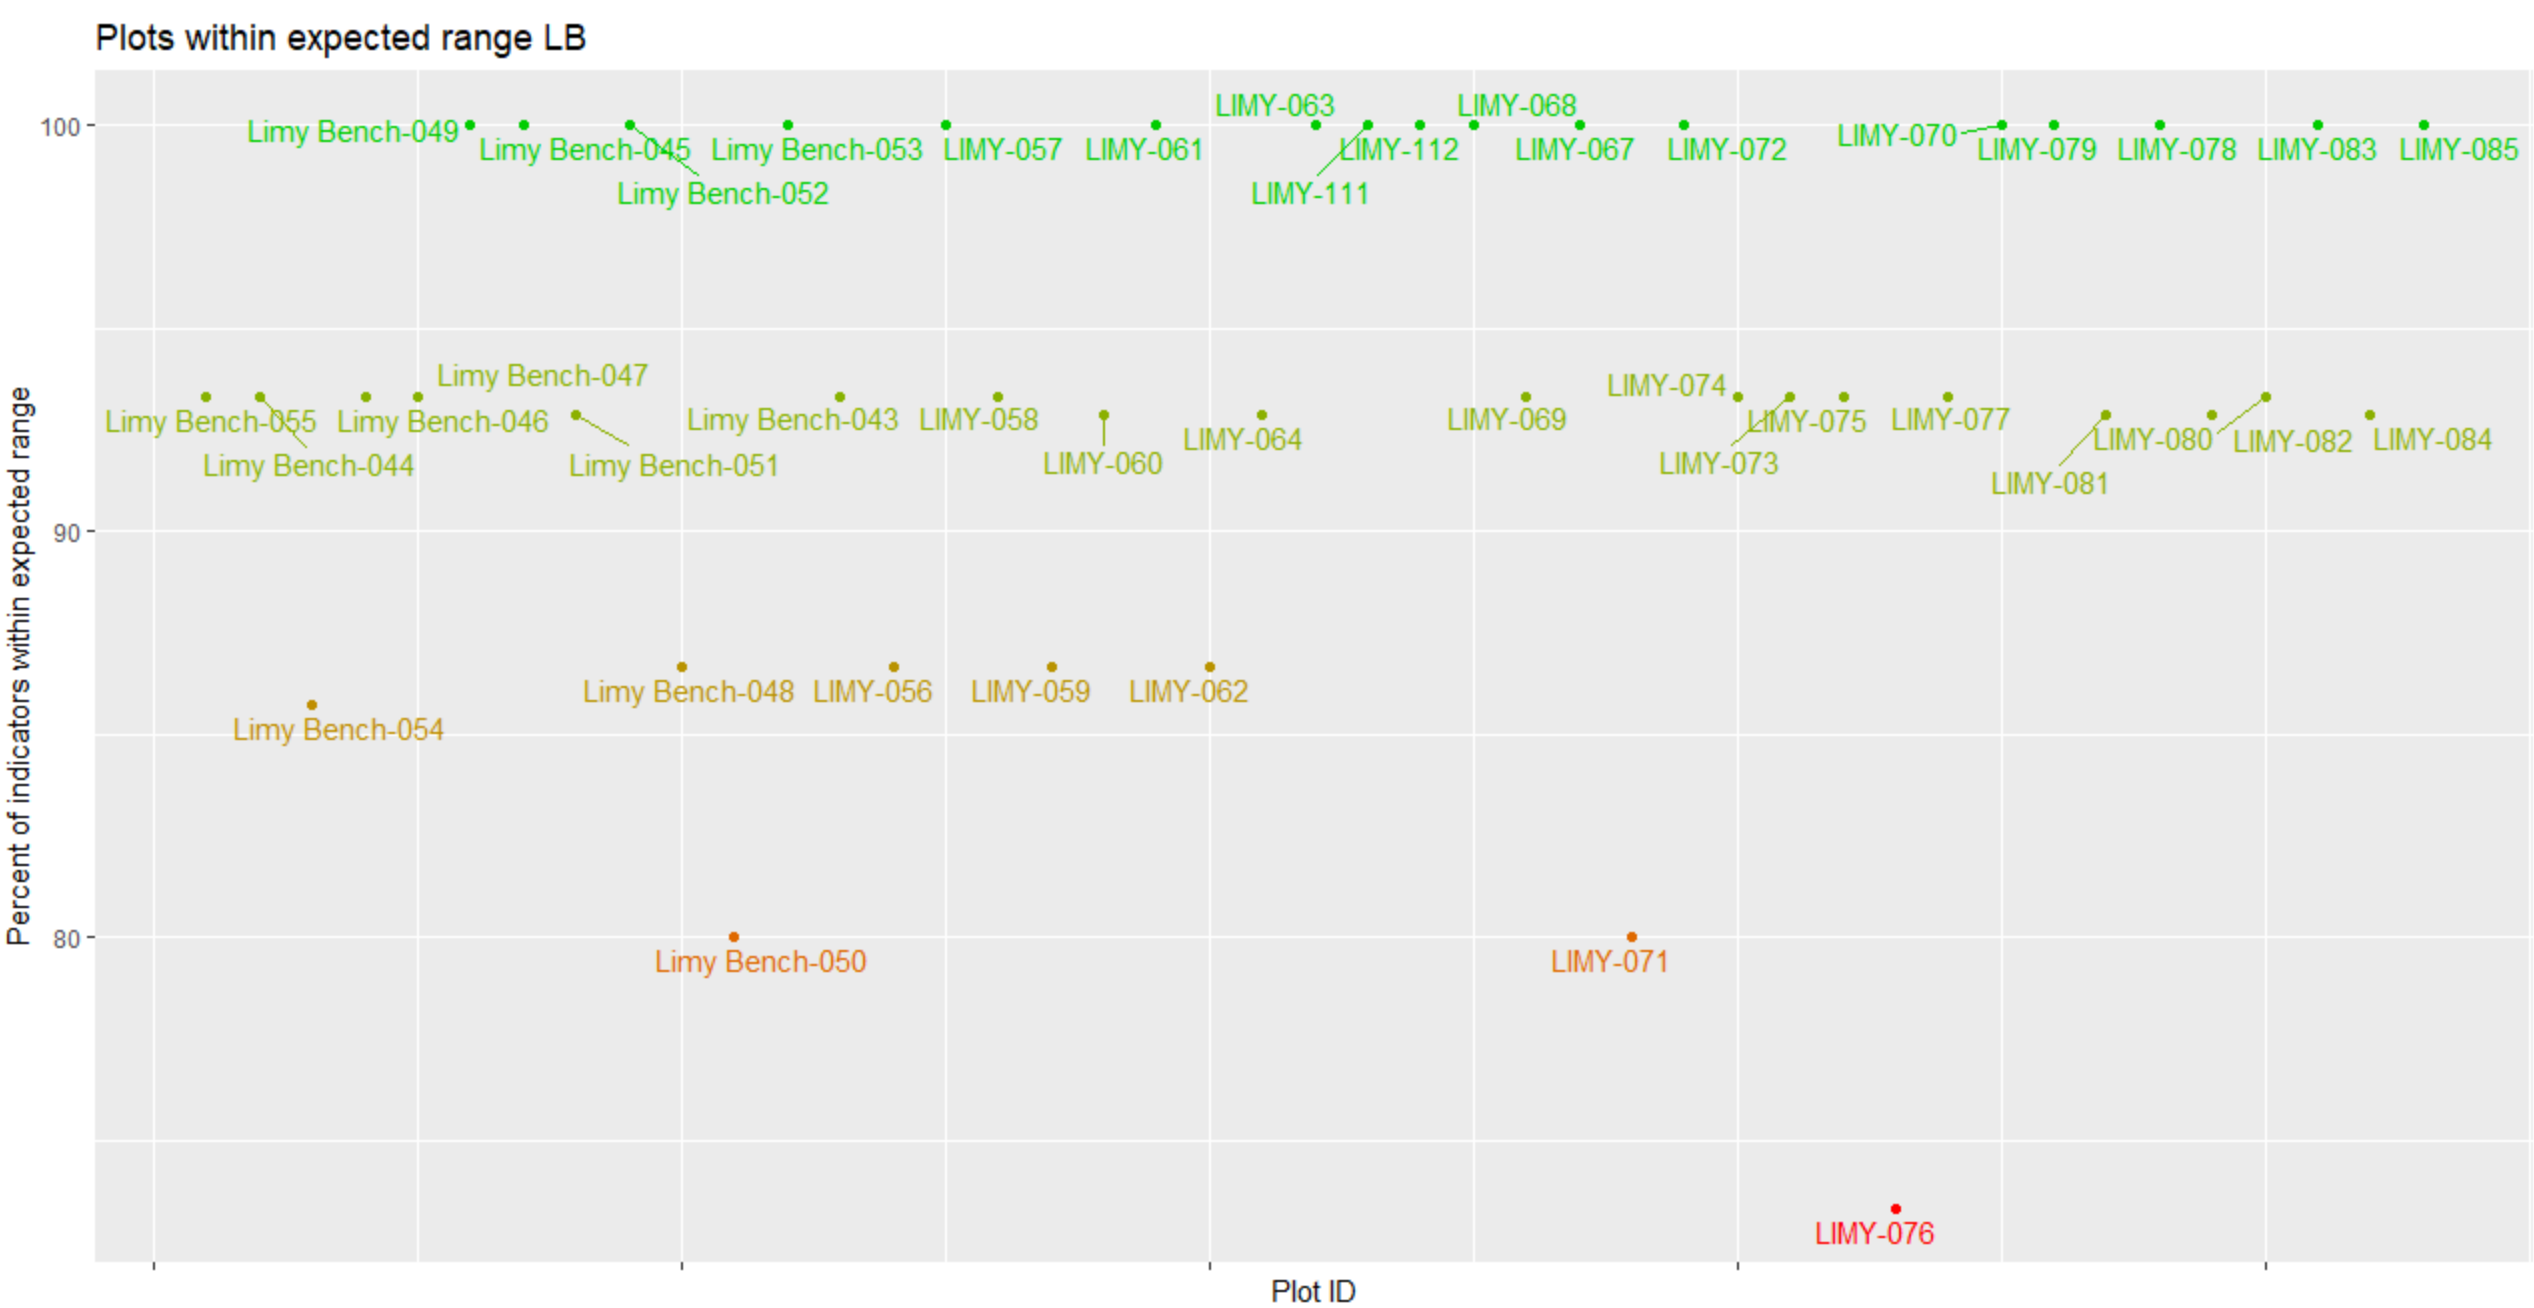 Plots within expected range LB
Percent of indicators within expected range
100
90
80
LIMY-063
LIMY-068
Limy Bench-049
LIMY-070
Limy Bench-045
Limy Bench-053
LIMY-057
LIMY-061
LIMY-112
LIMY-067
LIMY-072
LIMY-079
LIMY-078
LIMY-083
LIMY-085
Limy Bench-052
LIMY-111
Limy Bench-047
LIMY-074
Limy Bench-055
Limy Bench-046
Limy Bench-043
LIMY-058
LIMY-069
LIMY-075
LIMY-077
LIMY-064
LIMY-080
LIMY-082
LIMY-084
Limy Bench-044
Limy Bench-051
LIMY-060
LIMY-073
LIMY-081
Limy Bench-048
LIMY-056
LIMY-059
LIMY-062
Limy Bench-054
Limy Bench-050
LIMY-071
LIMY-076
Plot ID